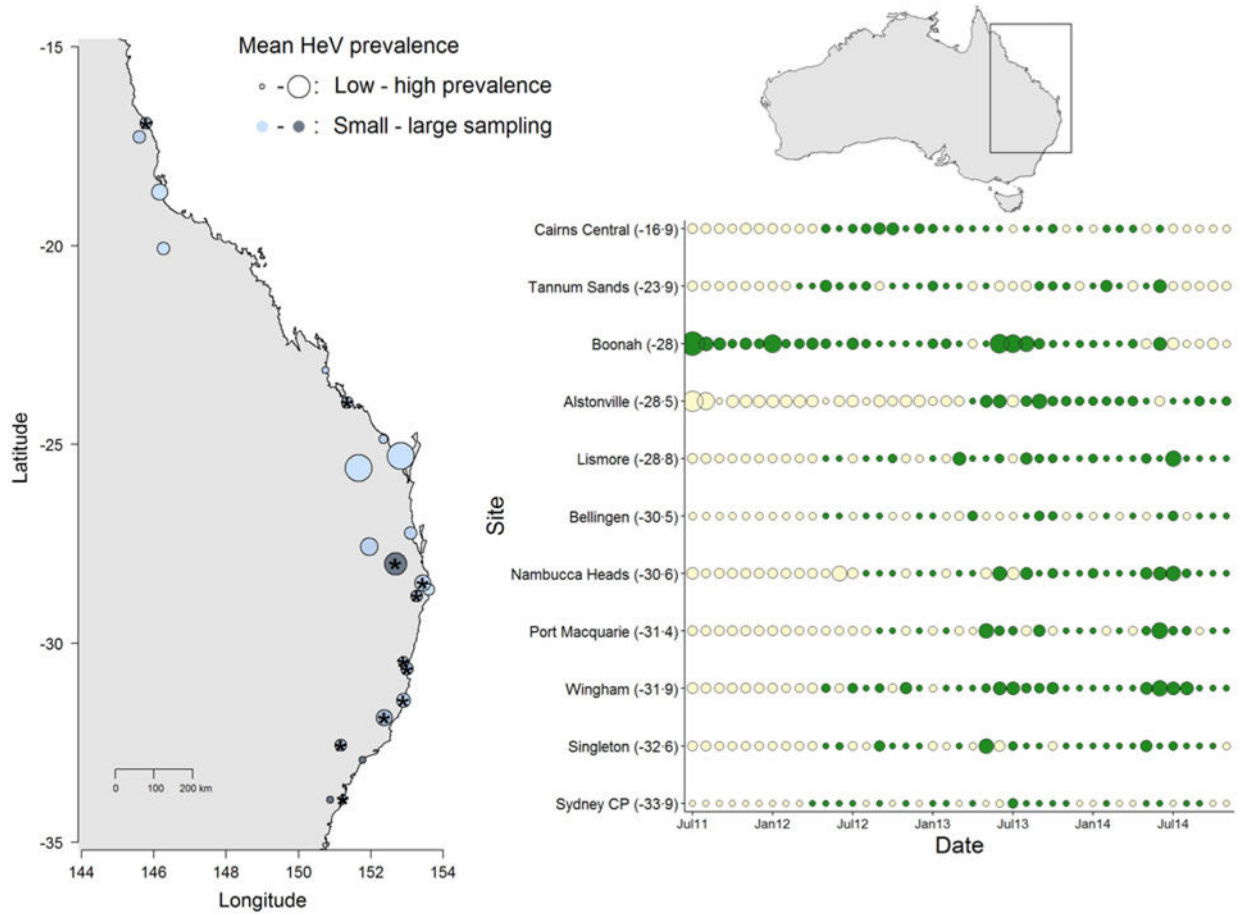 Mean HeV prevalence
- : Low - high prevalence
- : Small - large sampling
-15
-20
-25
-30
-35
Latitude
0 100 200 km
144 146 148 150 152 154
Longitude
Cairns Central (-16·9)
Tannum Sands (-23·9)
Boonah (-28)
Alstonville (-28·5)
Lismore (-28·8)
Bellingen (-30·5)
Nambucca Heads (-30·6)
Port Macquarie (-31·4)
Wingham (-31·9)
Singleton (-32·6)
Sydney CP (-33·9)
Site
Jul11 Jan12 Jul12 Jan13 Jul13 Jan14 Jul14
Date